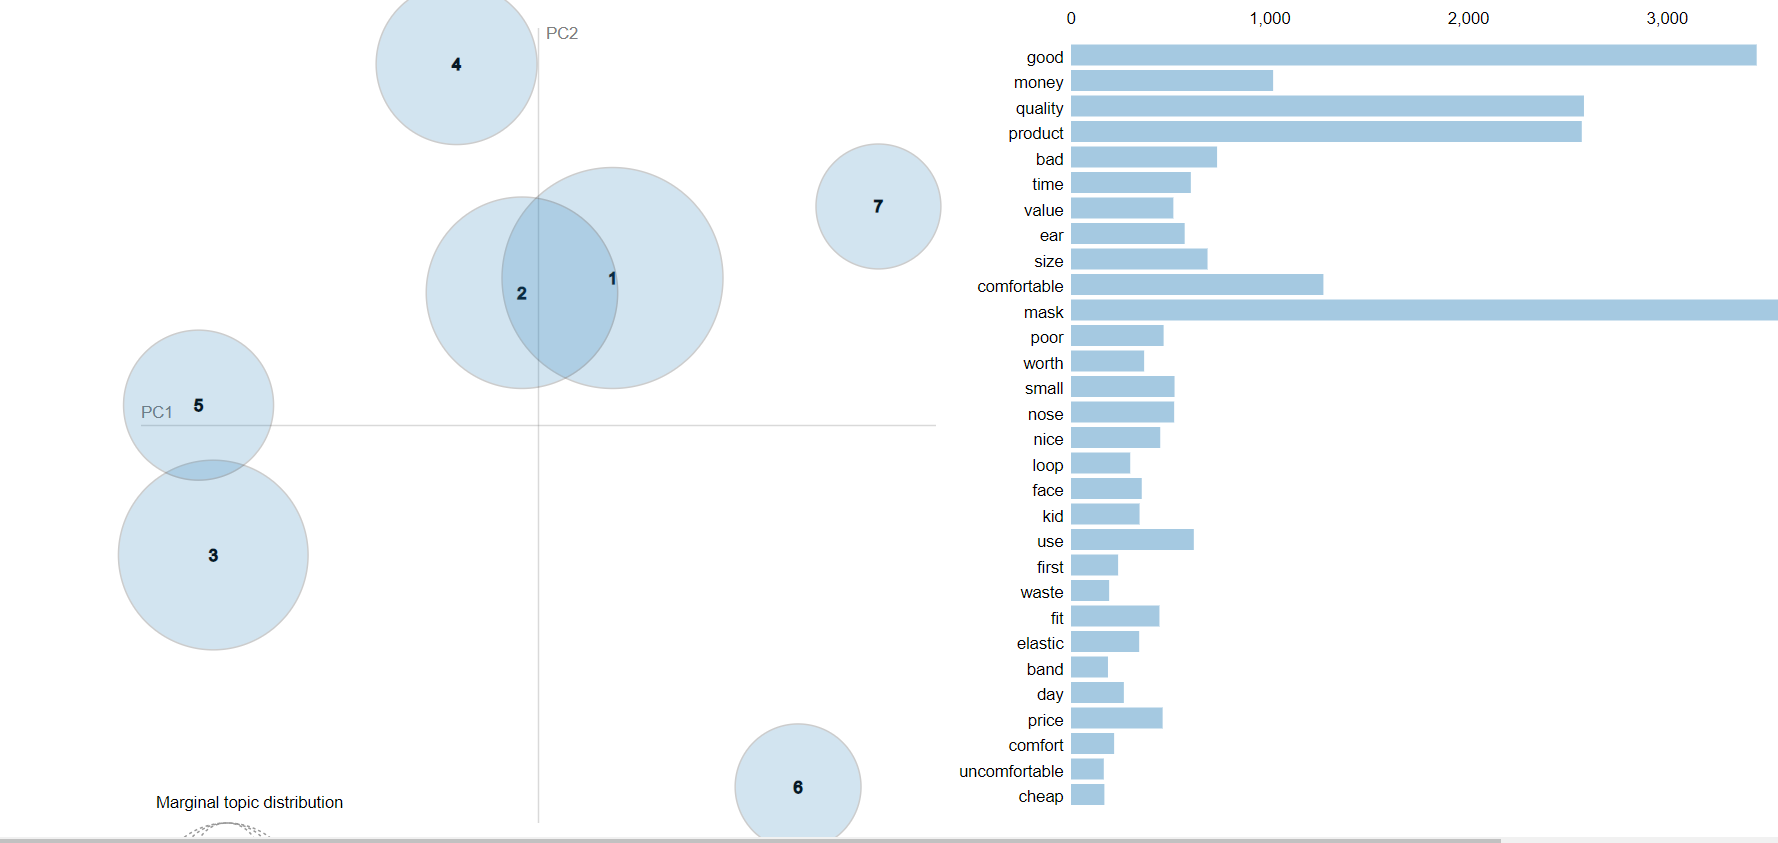 PC2
4
7
1
2
5
PC1
3
6
Marginal topic distribution
0 1,000 2,000 3,000
good
money
quality
product
bad
time
value
ear
size
comfortable
mask
poor
worth
small
nose
nice
loop
face
kid
use
first
waste
fit
elastic
band
day
price
comfort
uncomfortable
cheap